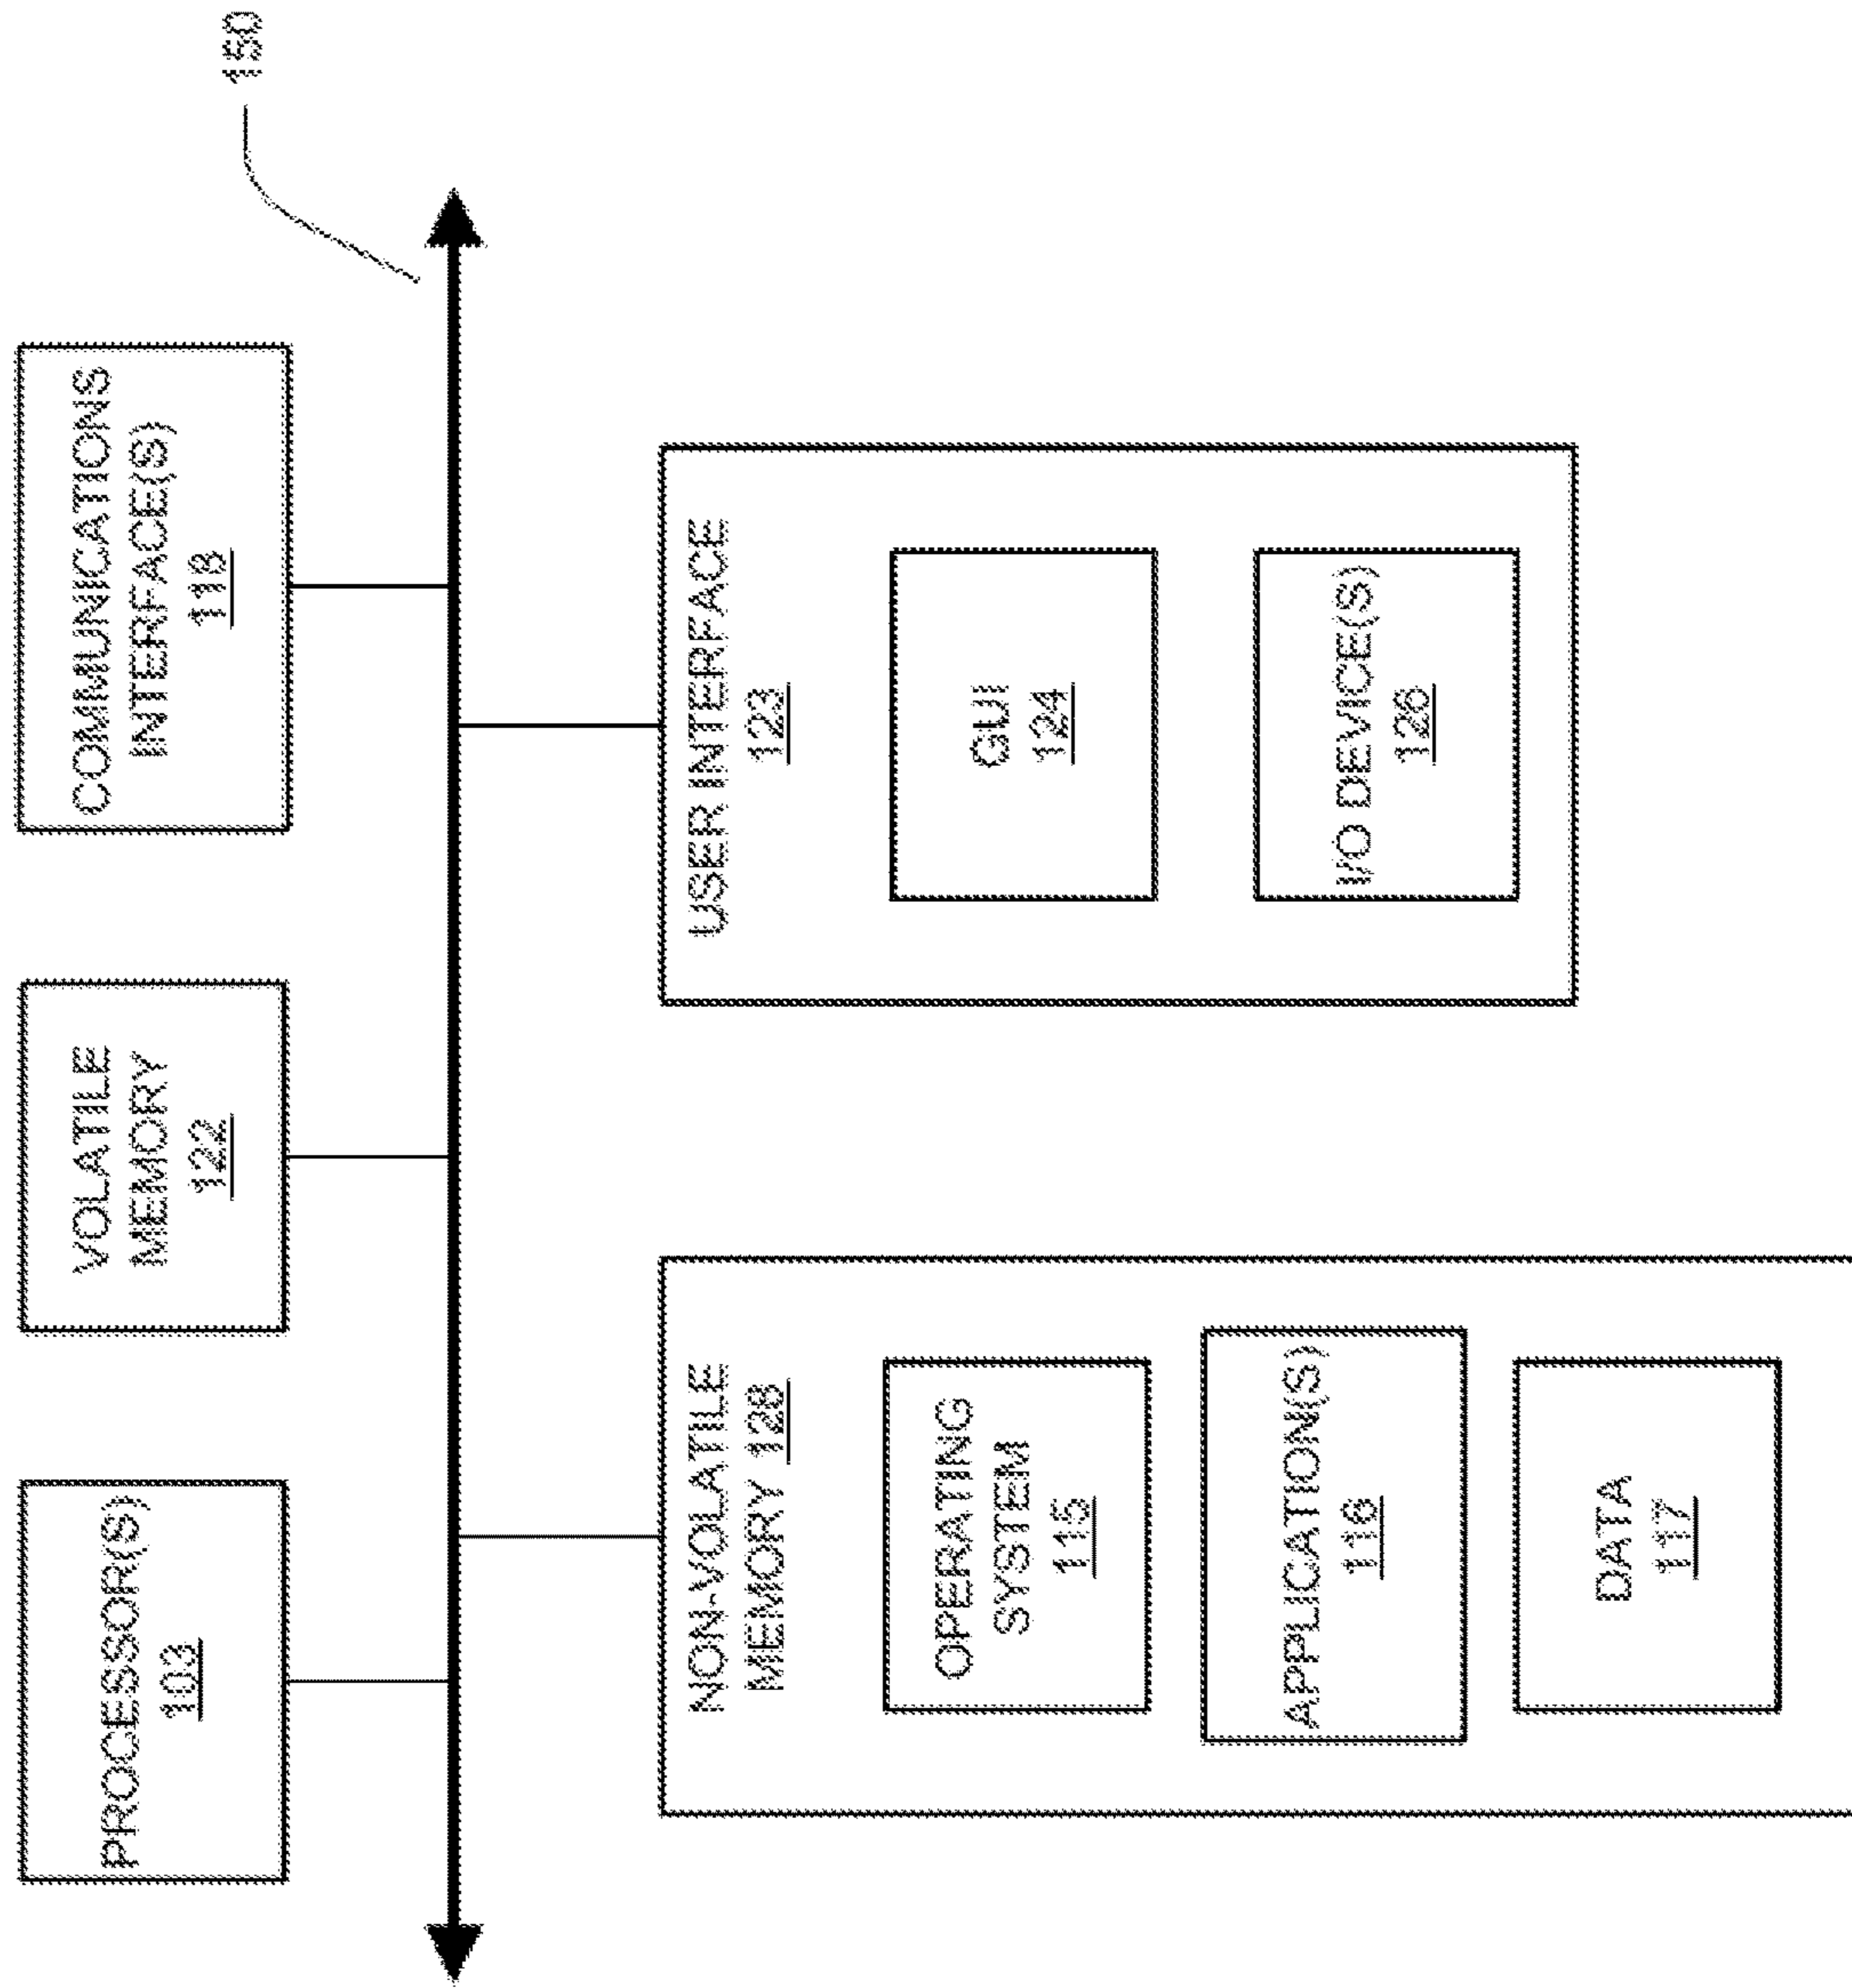 PROCESSOR(S)
103
VOLATILE
MEMORY
122
COMMUNICATIONS
INTERFACE(S)
118
150
NON-VOLATILE
MEMORY 128
OPERATING
SYSTEM
115
APPLICATION(S)
116
DATA
117
USER INTERFACE
123
GUI
124
I/O DEVICE(S)
126